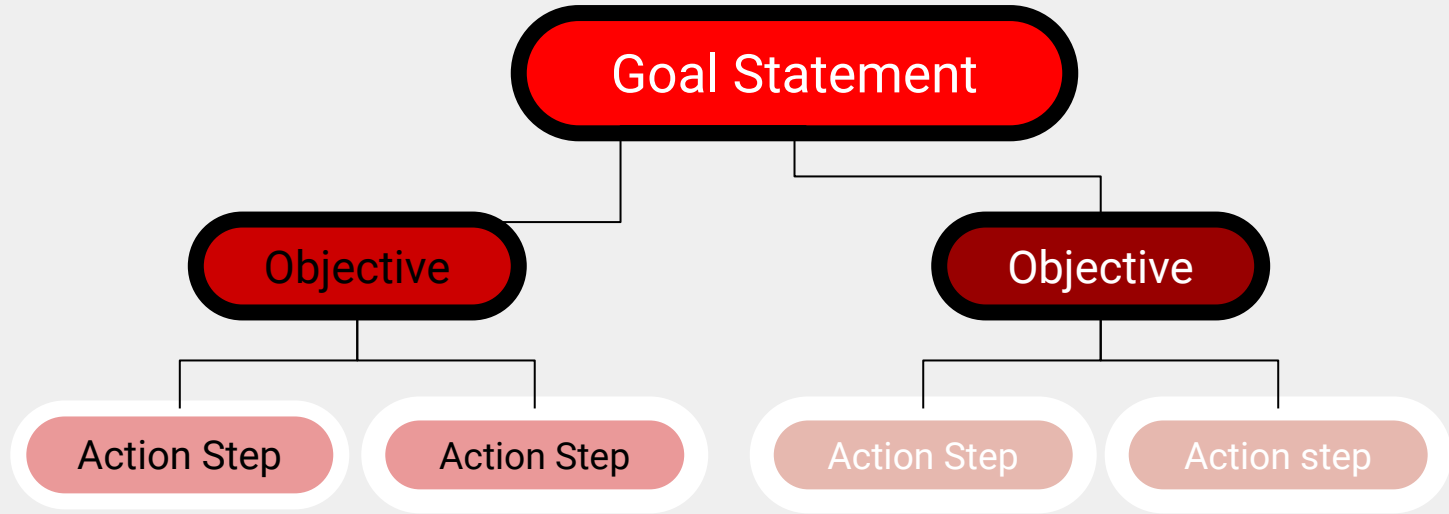 Goal Statement
Objective
Objective
Action Step
Action Step
Action Step
Action step